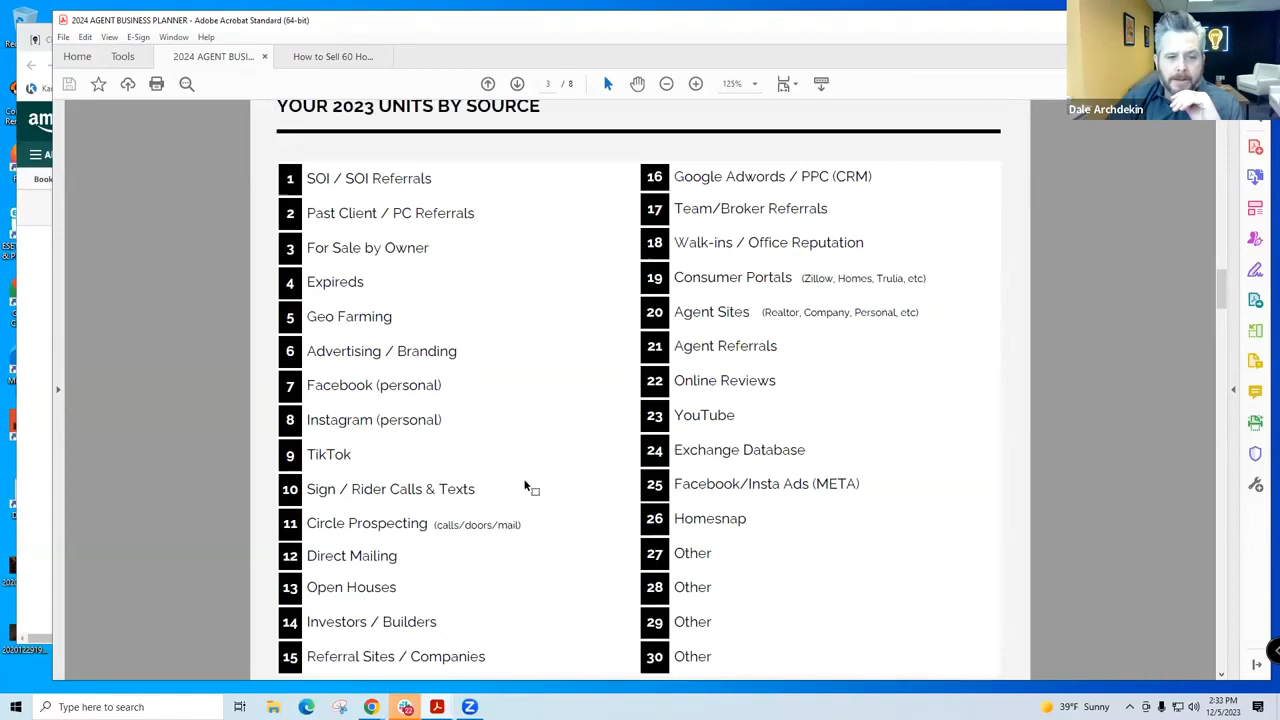 2024 AGENT BUSINESS PLANNER - Adobe Acrobat Standard (64-bit)
File Edit View E-Sign Window Help
Home Tools 2024 AGENT BUSI... × How to Sell 60 Ho...
3 / 8 125%
Dale Archdekin
YOUR 2023 UNITS BY SOURCE
1 SOI / SOI Referrals
2 Past Client / PC Referrals
3 For Sale by Owner
4 Expireds
5 Geo Farming
6 Advertising / Branding
7 Facebook (personal)
8 Instagram (personal)
9 TikTok
10 Sign / Rider Calls & Texts
11 Circle Prospecting (calls/doors/mail)
12 Direct Mailing
13 Open Houses
14 Investors / Builders
15 Referral Sites / Companies
16 Google Adwords / PPC (CRM)
17 Team/Broker Referrals
18 Walk-ins / Office Reputation
19 Consumer Portals (Zillow, Homes, Trulia, etc)
20 Agent Sites (Realtor, Company, Personal, etc)
21 Agent Referrals
22 Online Reviews
23 YouTube
24 Exchange Database
25 Facebook/Insta Ads (META)
26 Homesnap
27 Other
28 Other
29 Other
30 Other
Book
2020122919
Type here to search
22
39°F Sunny
2:33 PM
12/5/2023